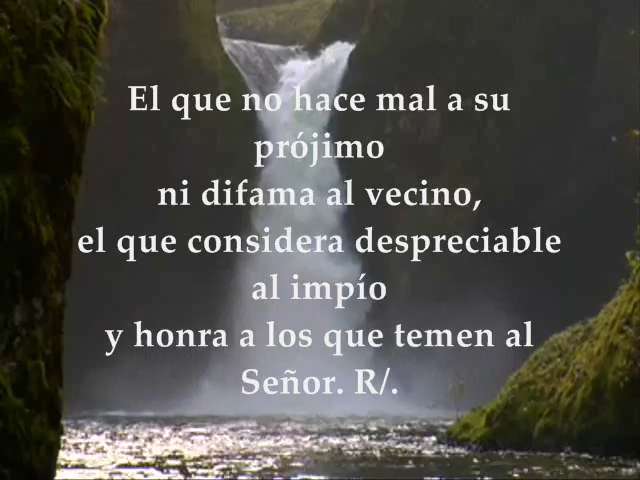 El que no hace mal a su
prójimo
ni difama al vecino,
el que considera despreciable
al impío
y honra a los que temen al
Señor. R/.